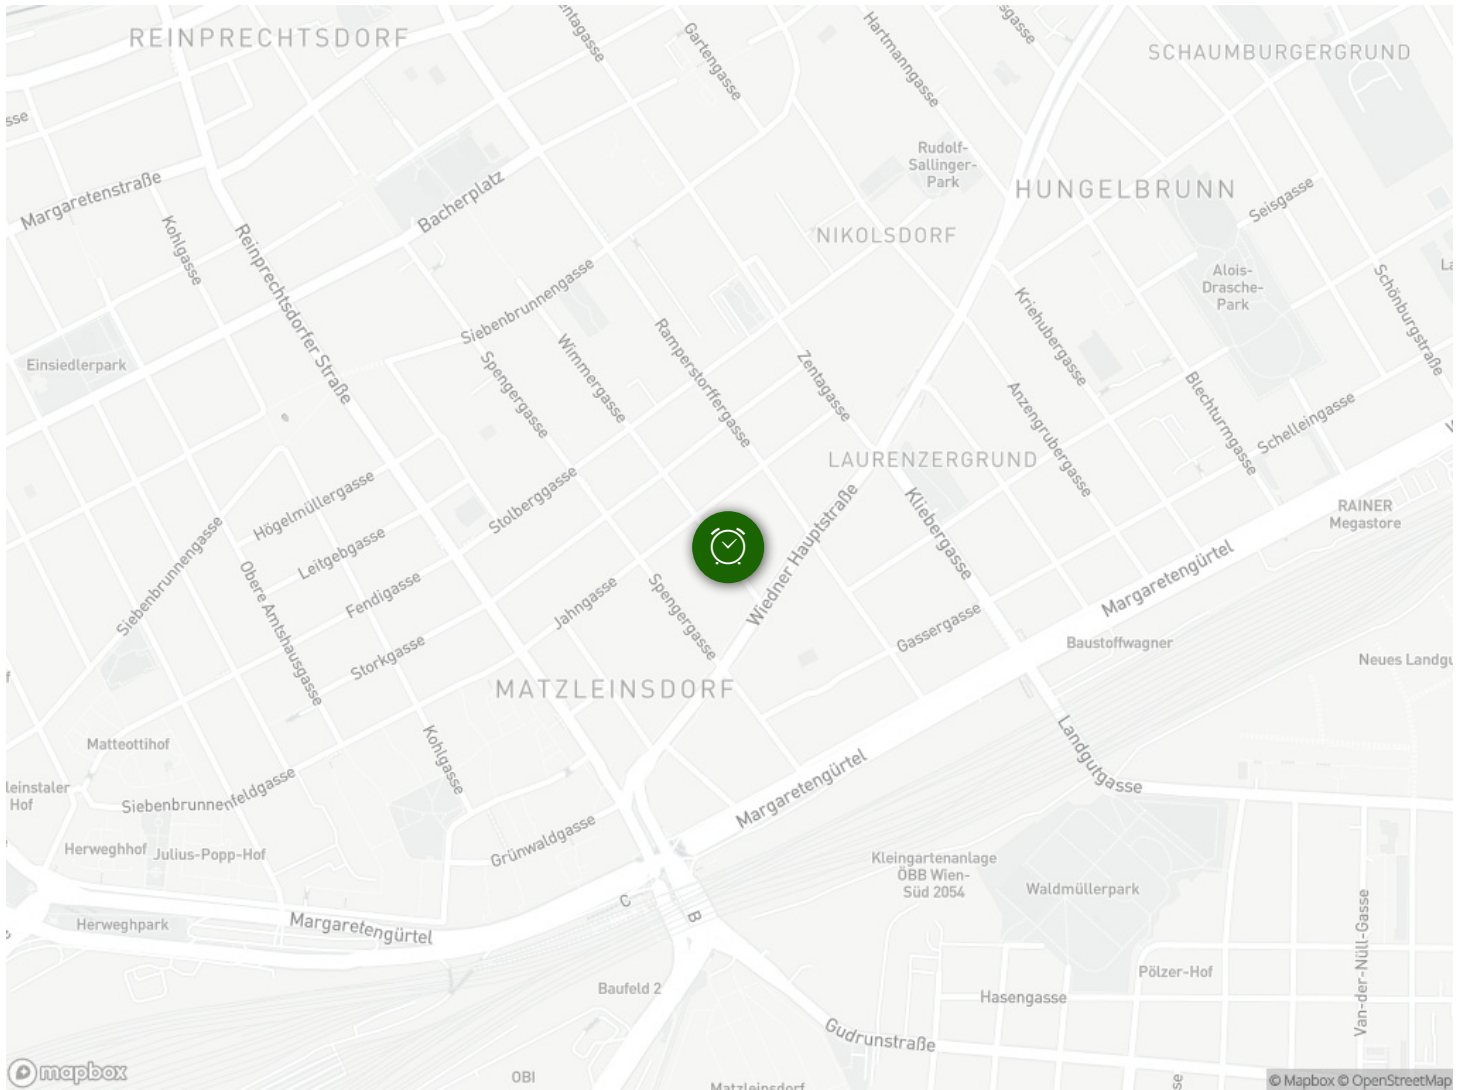 REINPRECHTSDORF
Gartengasse
Hartmanngasse
SCHAUMBURGERGRUND
Margaretenstraße
Rudolf-
Sallinger-
Park
HUNGELBRUNN
Seisgasse
Bacherplatz
Kohlgasse
Reinprechtsdorfer Straße
NIKOLSDORF
Alois-
Drasche-
Park
Schönburgstraße
Siebenbrunnengasse
Kriehubergasse
Einsiedlerpark
Spengergasse
Wimmergasse
Ramperstorffergasse
Zentagasse
Anzengrubergasse
Blechturmgasse
Schelleingasse
LAURENZERGRUND
Högelmüllergasse
Stolberggasse
Wiedner Hauptstraße
Kliebergasse
RAINER
Megastore
Siebenbrunnengasse
Leitgebgasse
Fendigasse
Obere Amtshausgasse
Jahngasse
Spengergasse
Margaretengürtel
Gassergasse
Baustoffwagner
Storkgasse
Neues Landgu
MATZLEINSDORF
Matteottihof
Kohlgasse
Landgutgasse
leinstaler
Hof
Siebenbrunnenfeldgasse
Margaretengürtel
Herweghhof
Julius-Popp-Hof
Grünwaldgasse
Kleingartenanlage
ÖBB Wien-
Süd 2054
Waldmüllerpark
Herweghpark
Margaretengürtel
C
B
Van-der-Nüll-Gasse
Pölzer-Hof
Baufeld 2
Hasengasse
Gudrunstraße
OBI
Matzleinsdorf
mapbox
© Mapbox © OpenStreetMap